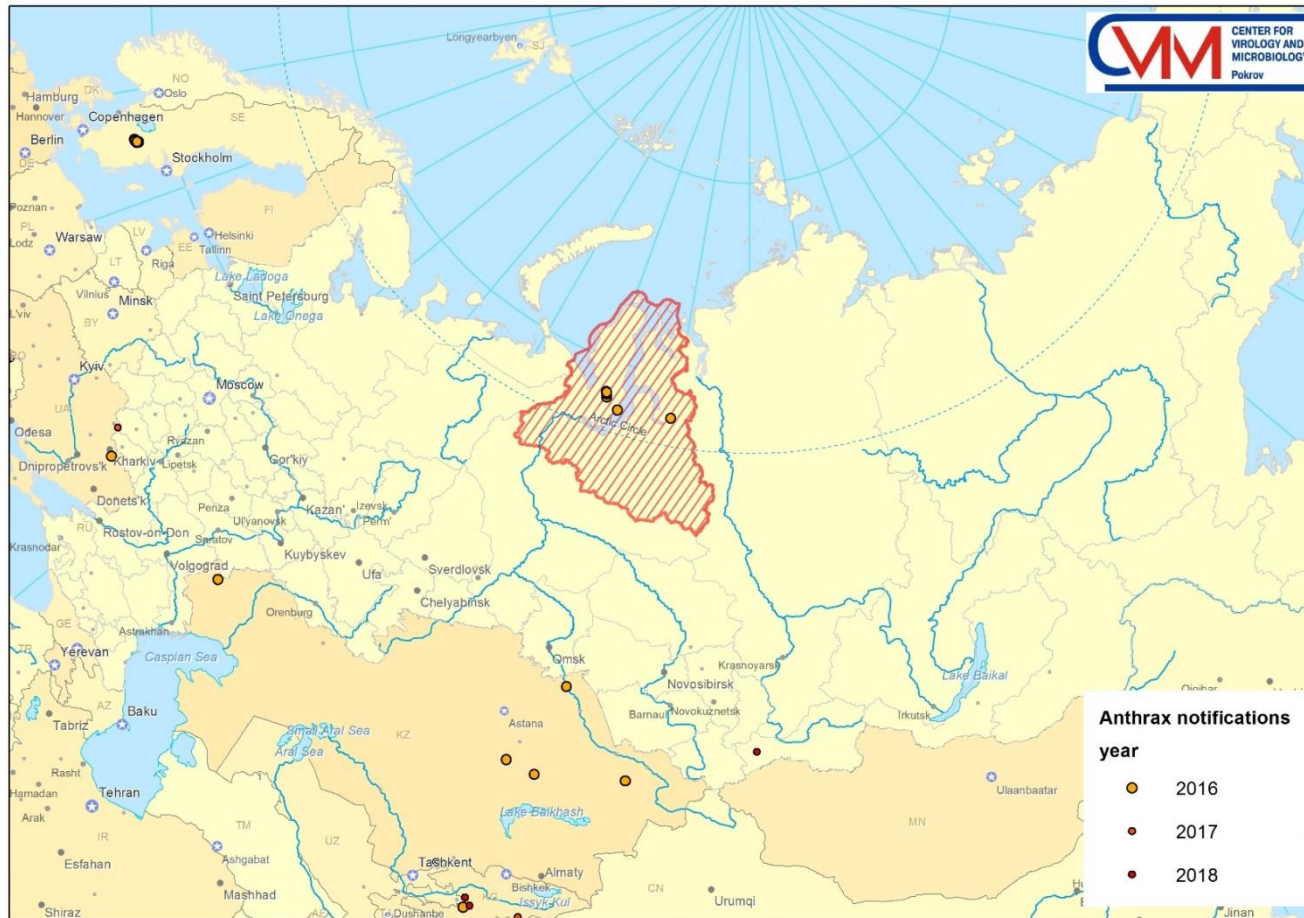 CVM
CENTER FOR
VIROLOGY AND
MICROBIOLOGY
Pokrov
Longyearbyen
SJ
NO
DK
Oslo
SE
Hamburg
Hannover
Copenhagen
Berlin
DE
Stockholm
FI
Poznan
PL
Lodz
Warsaw
LV
EE
Helsinki
Tallinn
LT
Riga
Lake Ladoga
Saint Petersburg
Lake Onega
Vilnius
Minsk
BY
L'viv
Kyiv
Moscow
UA
Odesa
Ryazan
Arctic Circle
Dnipropetrovs'k
Kharkiv
Lipetsk
Gor'kiy
Donets'k
Penza
Kazan'
Izevsk
Perm'
Ul'yanovsk
RU
Rostov-on-Don
Saratov
Krasnodar
Kuybyskev
Sverdlovsk
Volgograd
Ufa
Chelyabinsk
Orenburg
Astrakhan
GE
Caspian Sea
TR
Yerevan
Omsk
Krasnoyarsk
Novosibirsk
Lake Baikal
Qiqihar
AZ
Baku
Tabriz
Astana
Barnaul
Novokuznetsk
Irkutsk
Small Aral Sea
Aral Sea
KZ
Rasht
Hamadan
Tehran
Arak
Ulaanbaatar
Lake Balkhash
MN
TM
UZ
IR
Ashgabat
Tashkent
Esfahan
Almaty
Bishkek
KG
Issyk-Kul
CN
Mashhad
Urumqi
Shiraz
Dushanbe
Jinan
Anthrax notifications
year
2016
2017
2018